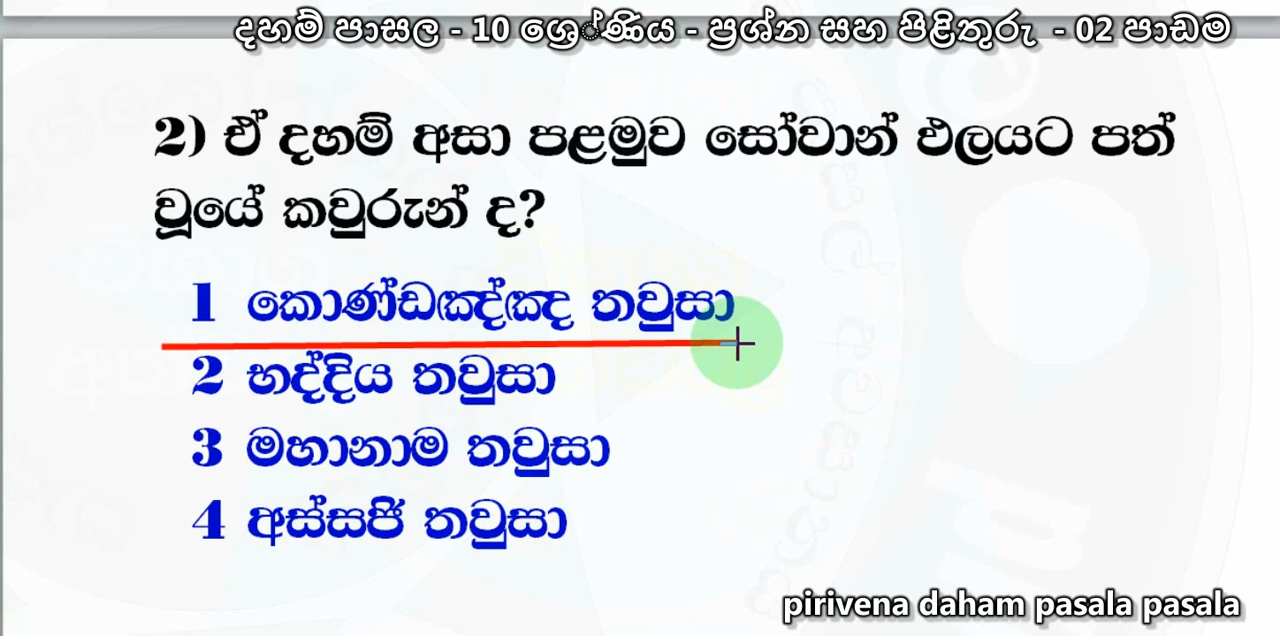 දහම් පාසල - 10 ශ්‍රේ්ණිය - ප්‍රශ්න සහ පිළිතුරු - 02 පාඩම
2) ඒ දහම් අසා පළමුව සෝවාන් ඵලයට පත්
වූයේ කවුරුන් ද?
1 කොණ්ඩඤ්ඤ තවුසා
2 භද්දිය තවුසා
3 මහානාම තවුසා
4 අස්සජි තවුසා
pirivena daham pasala pasala